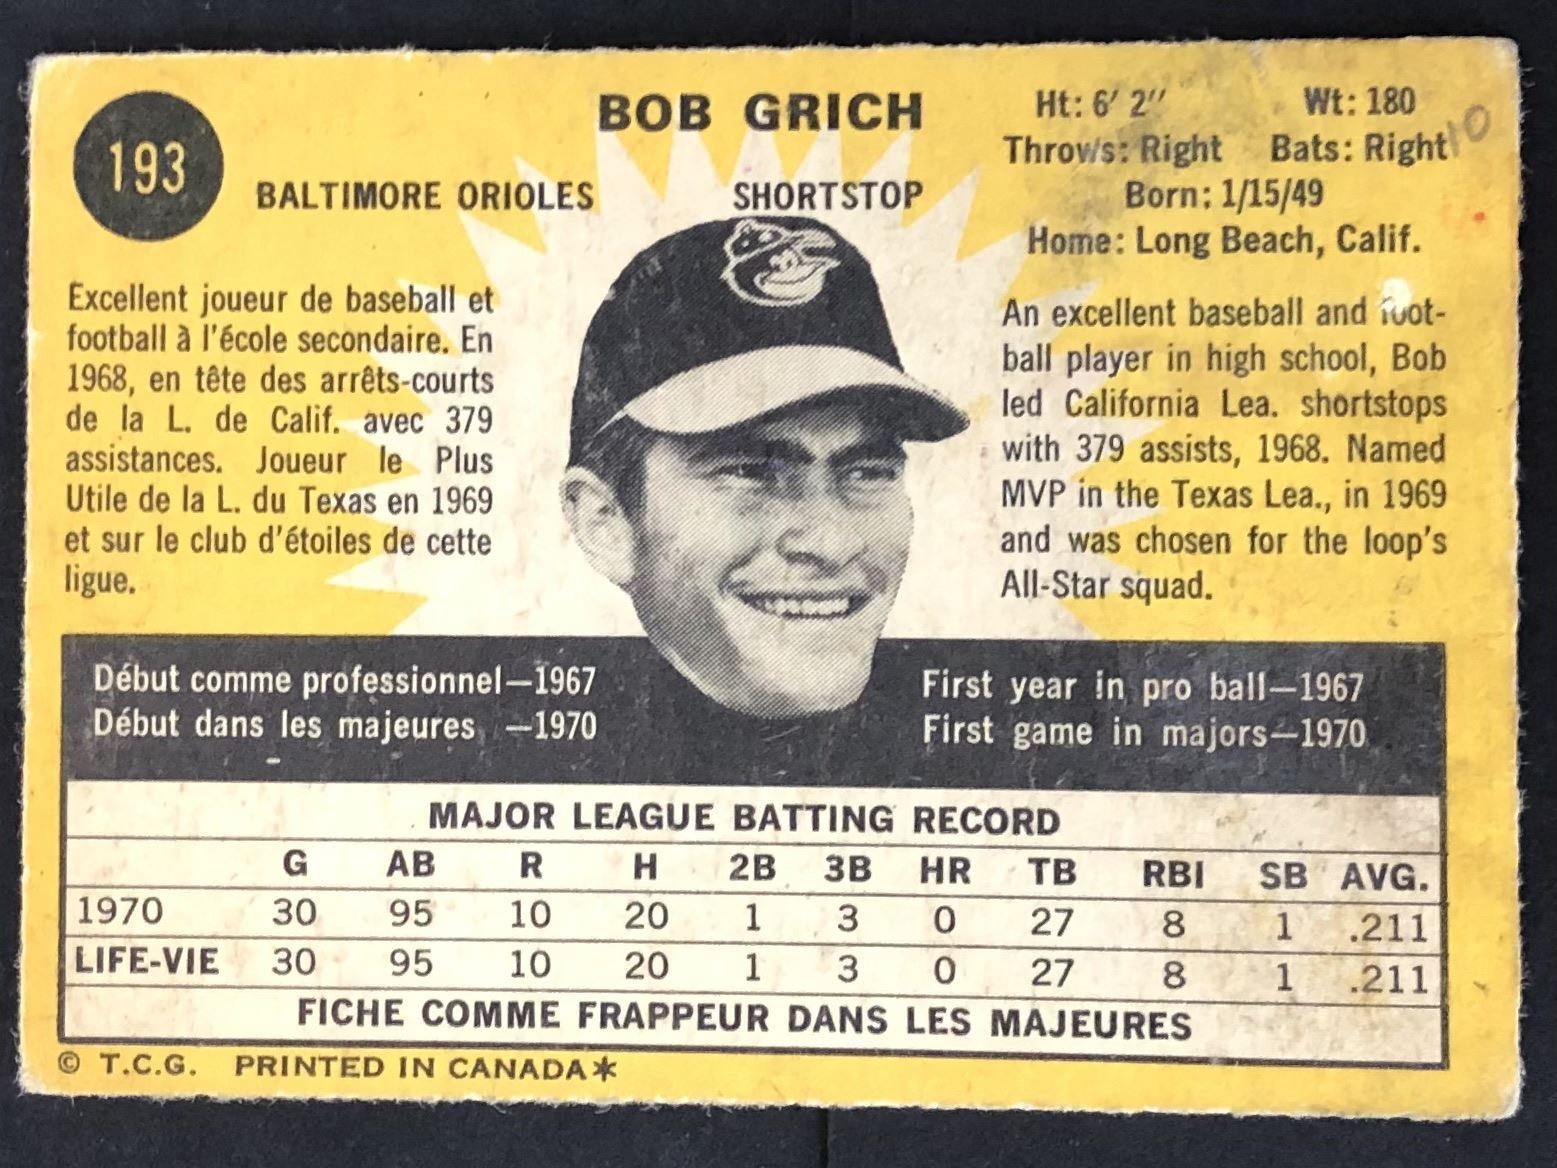 193
BOB GRICH
BALTIMORE ORIOLES SHORTSTOP
Ht: 6' 2'' Wt: 180
Throws: Right Bats: Right
10
Born: 1/15/49
Home: Long Beach, Calif.
Excellent joueur de baseball et
football à l'école secondaire. En
1968, en tête des arrêts-courts
de la L. de Calif. avec 379
assistances. Joueur le Plus
Utile de la L. du Texas en 1969
et sur le club d'étoiles de cette
ligue.
An excellent baseball and foot-
ball player in high school, Bob
led California Lea. shortstops
with 379 assists, 1968. Named
MVP in the Texas Lea., in 1969
and was chosen for the loop's
All-Star squad.
Début comme professionnel—1967
Début dans les majeures —1970
First year in pro ball—1967
First game in majors—1970
MAJOR LEAGUE BATTING RECORD
G AB R H 2B 3B HR TB RBI SB AVG.
1970 30 95 10 20 1 3 0 27 8 1 .211
LIFE-VIE 30 95 10 20 1 3 0 27 8 1 .211
FICHE COMME FRAPPEUR DANS LES MAJEURES
© T.C.G. PRINTED IN CANADA*